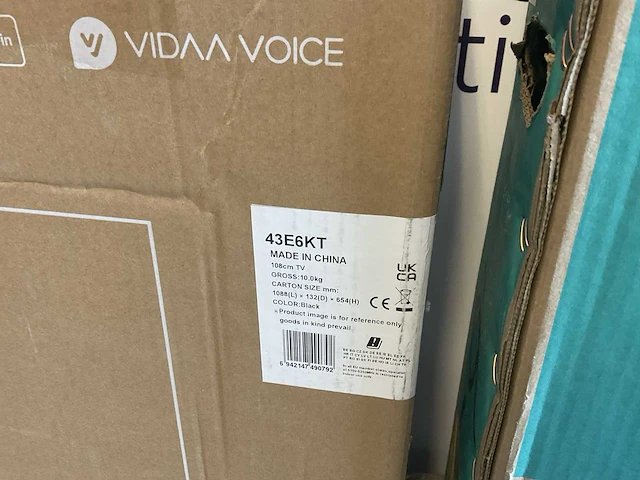 in
VIDAA VOICE
ti
43E6KT
MADE IN CHINA
108cm TV
GROSS:10.0kg
CARTON SIZE:mm:
1088(L) × 132(D) × 654(H)
COLOR:Black
※Product image is for reference only
goods in kind prevail
UK
CA
CE
5 942147 490792